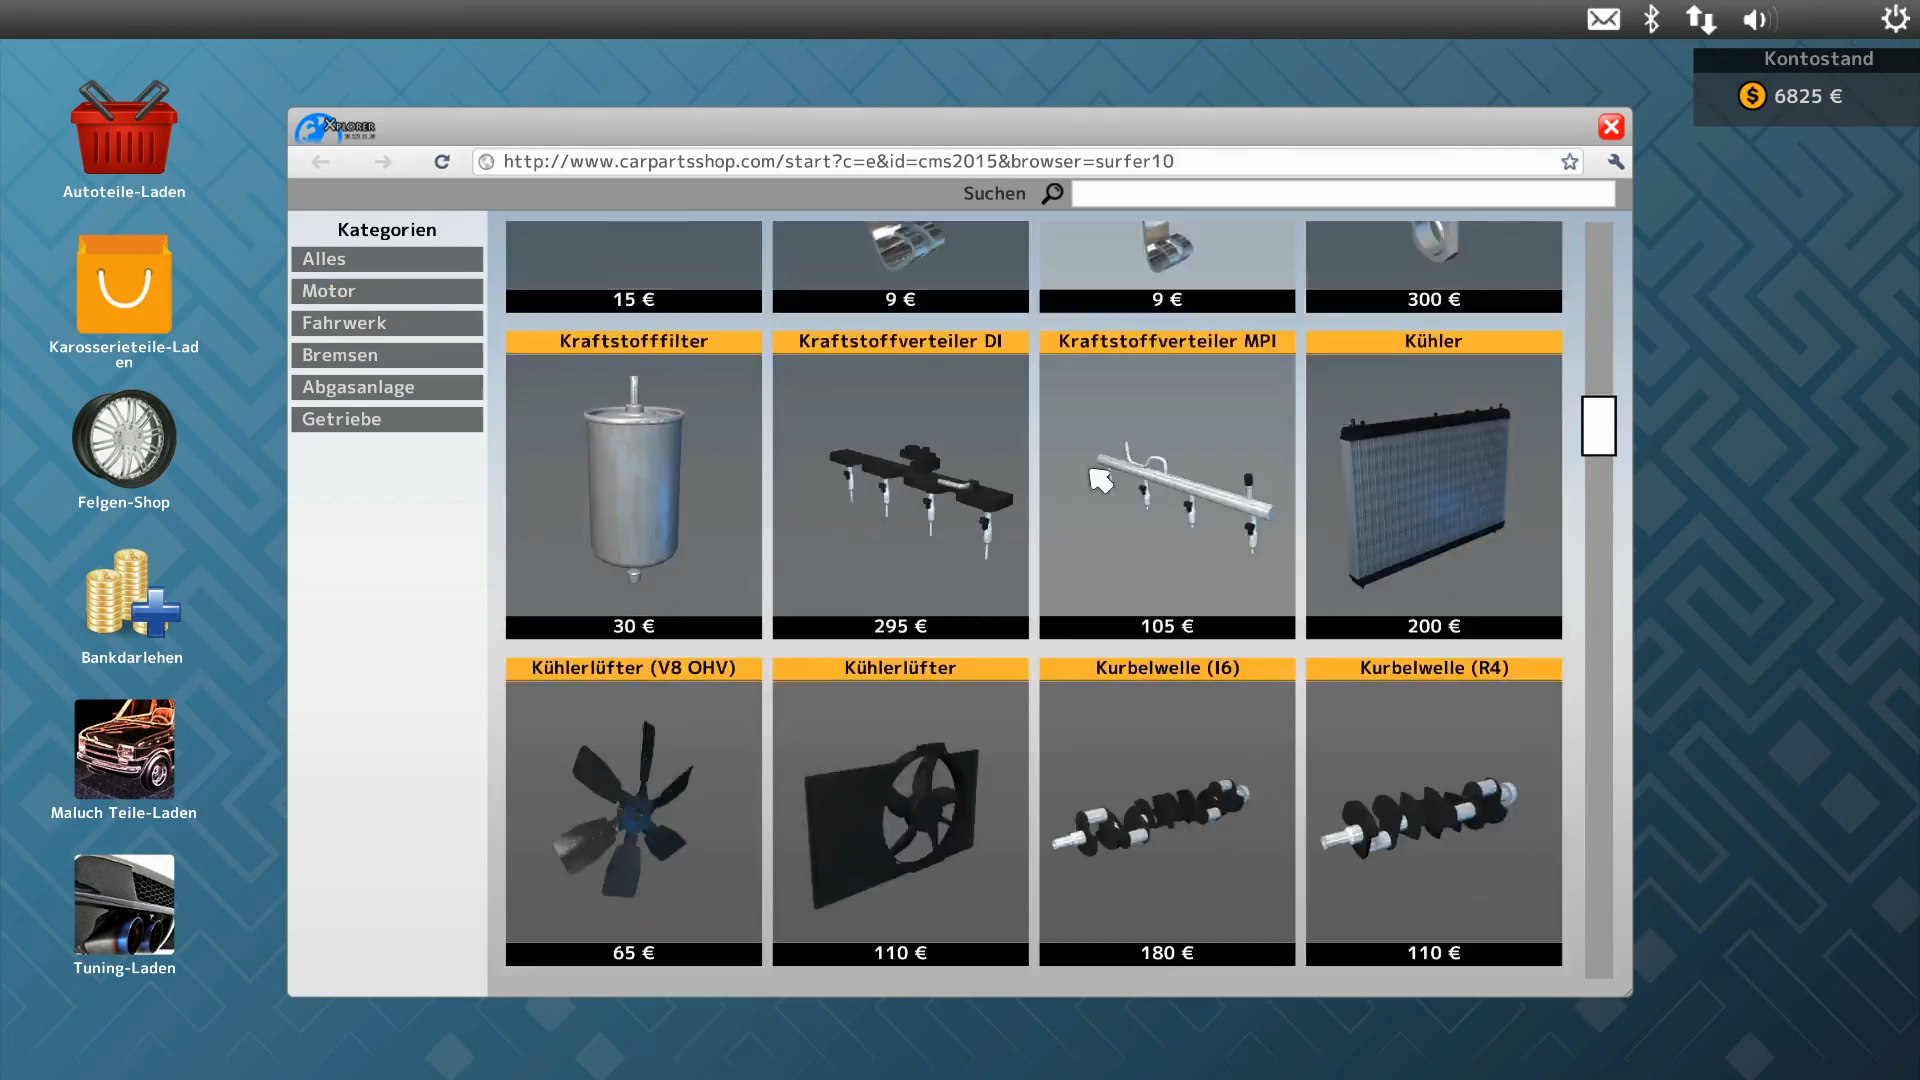 Kontostand
6825 €
Autoteile-Laden
Karosserieteile-Lad
en
Felgen-Shop
Bankdarlehen
Maluch Teile-Laden
Tuning-Laden
XPLORER
http://www.carpartsshop.com/start?c=e&id=cms2015&browser=surfer10
Suchen
Kategorien
Alles
Motor
Fahrwerk
Bremsen
Abgasanlage
Getriebe
15 €
9 €
9 €
300 €
Kraftstofffilter
Kraftstoffverteiler DI
Kraftstoffverteiler MPI
Kühler
30 €
295 €
105 €
200 €
Kühlerlüfter (V8 OHV)
Kühlerlüfter
Kurbelwelle (I6)
Kurbelwelle (R4)
65 €
110 €
180 €
110 €